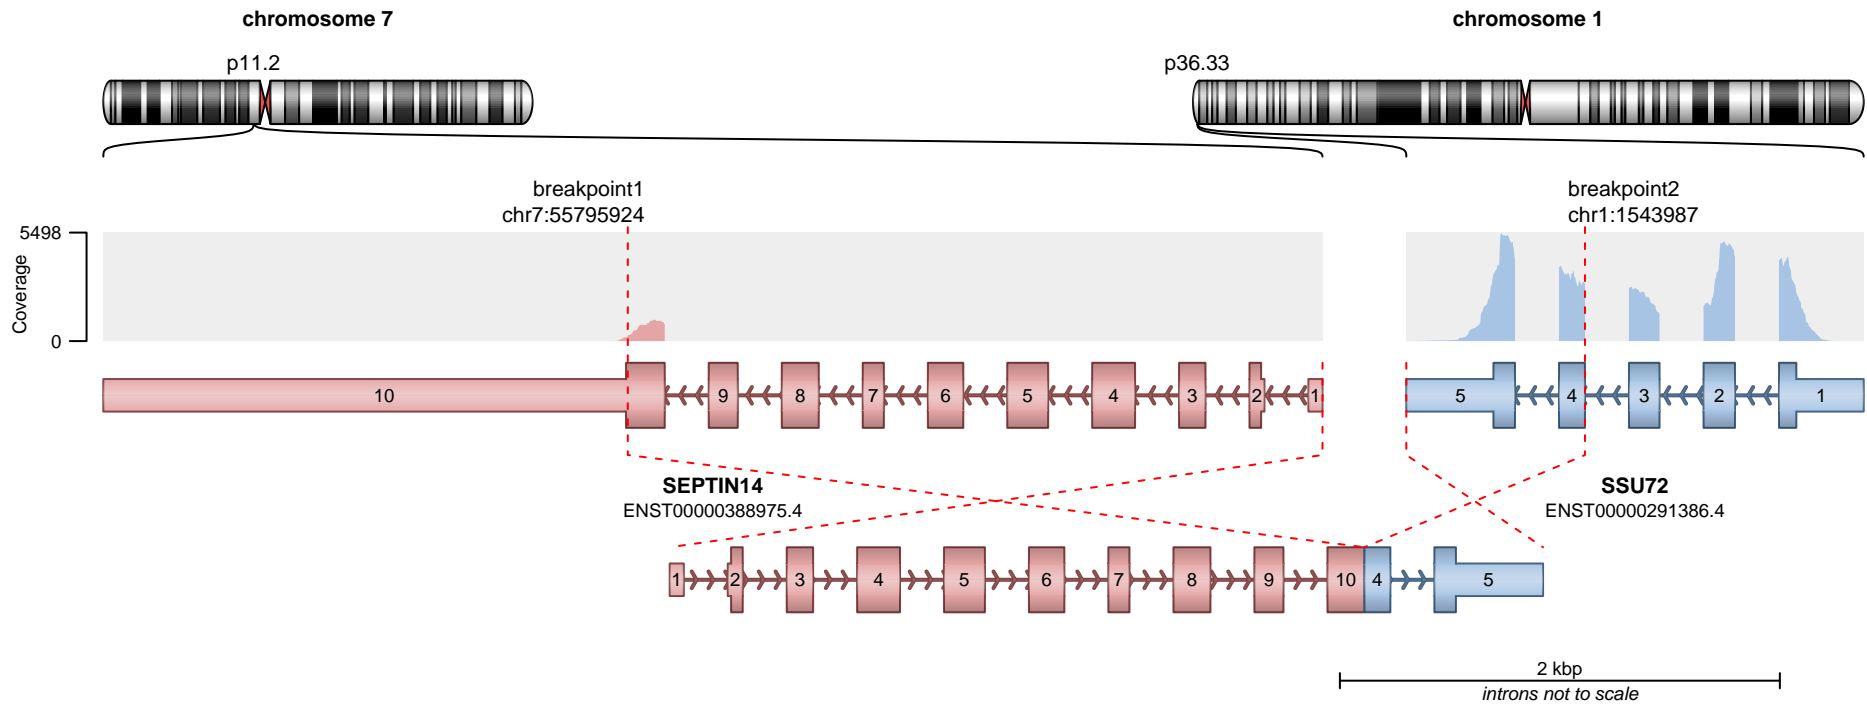 chromosome 7
chromosome 1
p11.2
p36.33
breakpoint1
chr7:55795924
breakpoint2
chr1:1543987
Coverage
5498
0
10 9 8 7 6 5 4 3 2 1
5 4 3 2 1
SEPTIN14
ENST00000388975.4
SSU72
ENST00000291386.4
1 2 3 4 5 6 7 8 9 10 4 5
2 kbp
introns not to scale